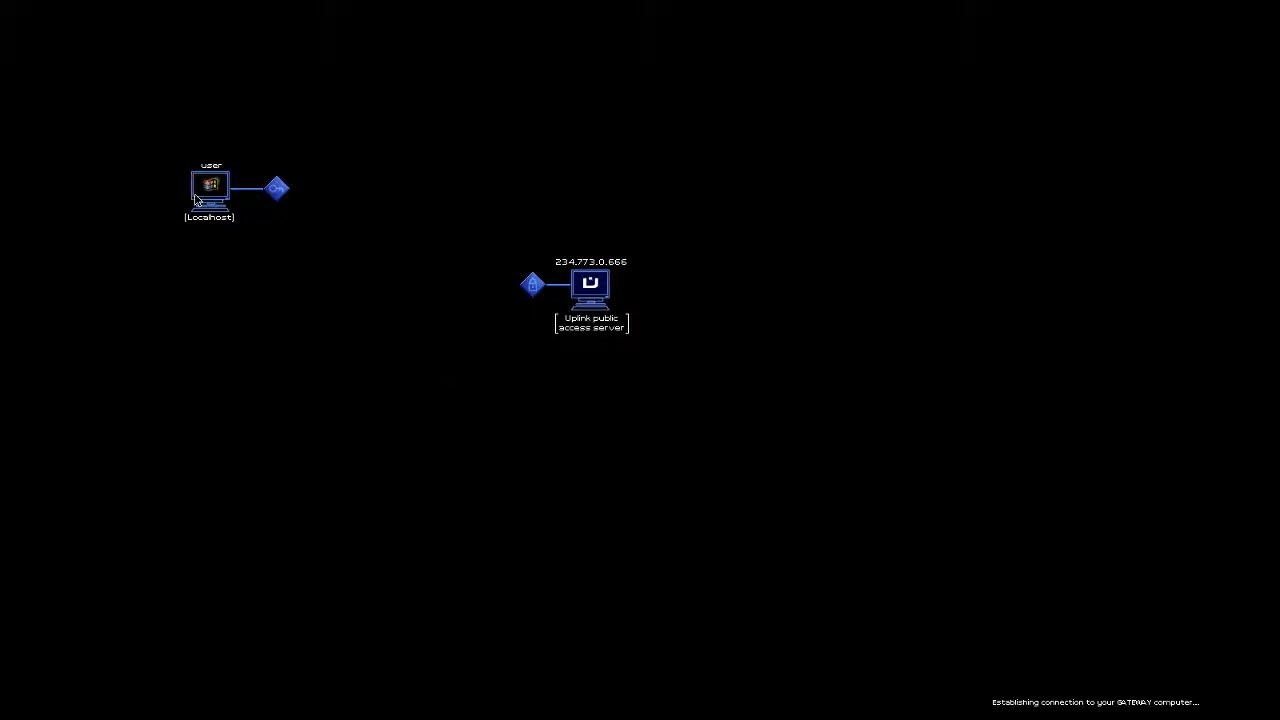 user
[Localhost]
234.773.0.666
Uplink public
access server
Establishing connection to your GATEWAY computer...